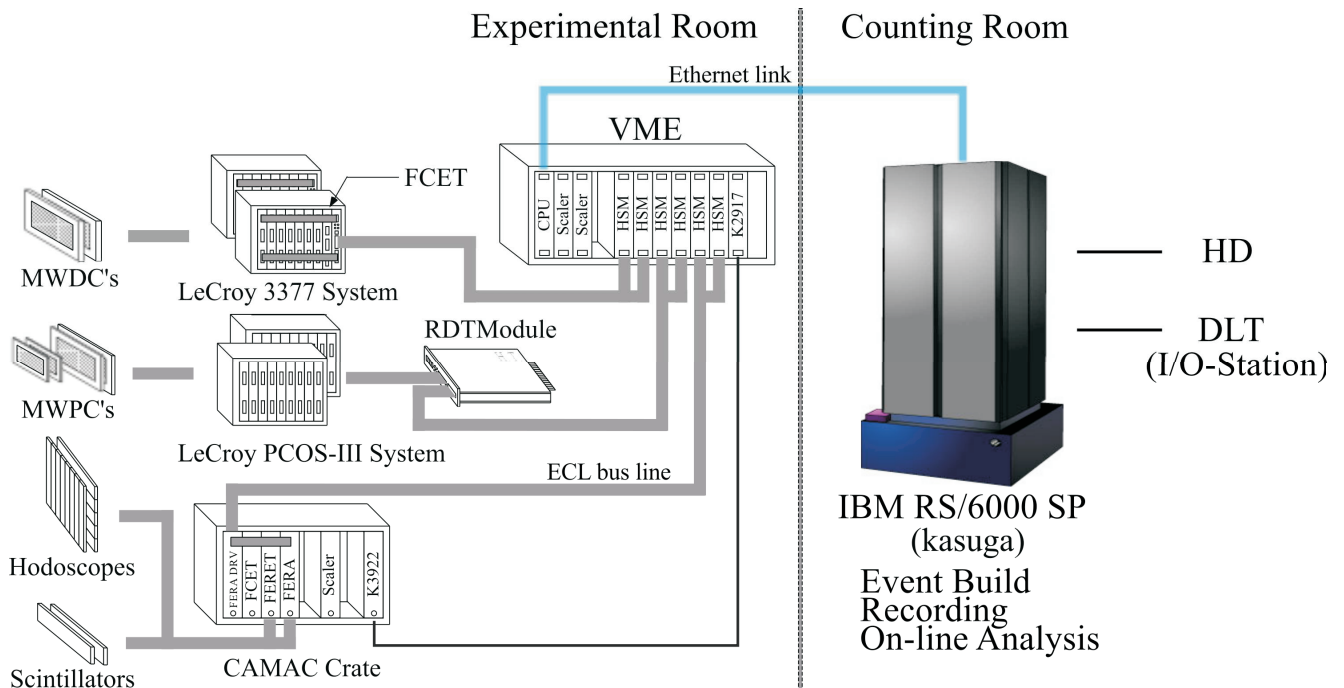 Experimental Room
Counting Room
Ethernet link
VME
FCET
CPU
Scaler
Scaler
HSM
HSM
HSM
HSM
HSM
HSM
K2917
MWDC's
LeCroy 3377 System
RDTModule
HD
DLT
(I/O-Station)
MWPC's
LeCroy PCOS-III System
ECL bus line
IBM RS/6000 SP
(kasuga)
Event Build
Recording
On-line Analysis
Hodoscopes
FERA DRV
FCET
FERET
FERA
Scaler
K3922
Scintillators
CAMAC Crate